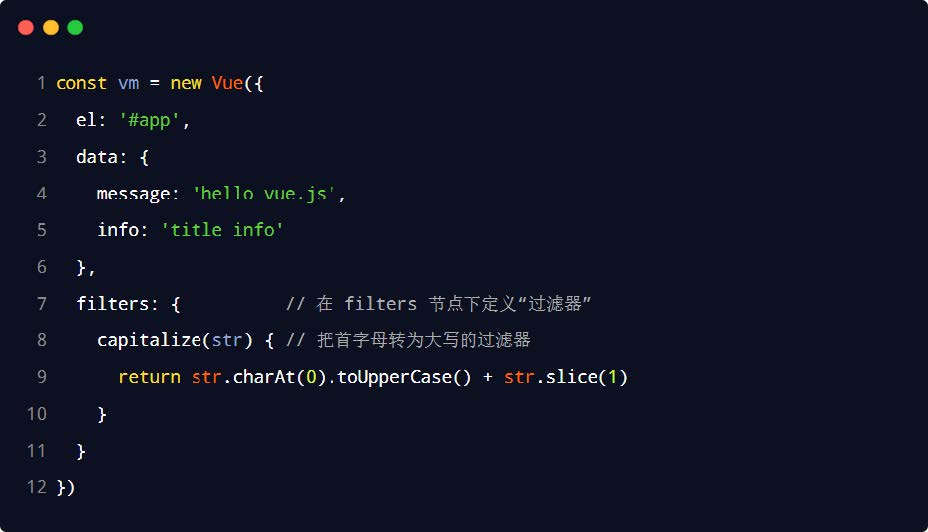 1 const vm = new Vue({
2   el: '#app',
3   data: {
4     message: 'hello vue.js',
5     info: 'title info'
6   },
7   filters: {          // 在 filters 节点下定义“过滤器”
8     capitalize(str) { // 把首字母转为大写的过滤器
9       return str.charAt(0).toUpperCase() + str.slice(1)
10     }
11   }
12 })